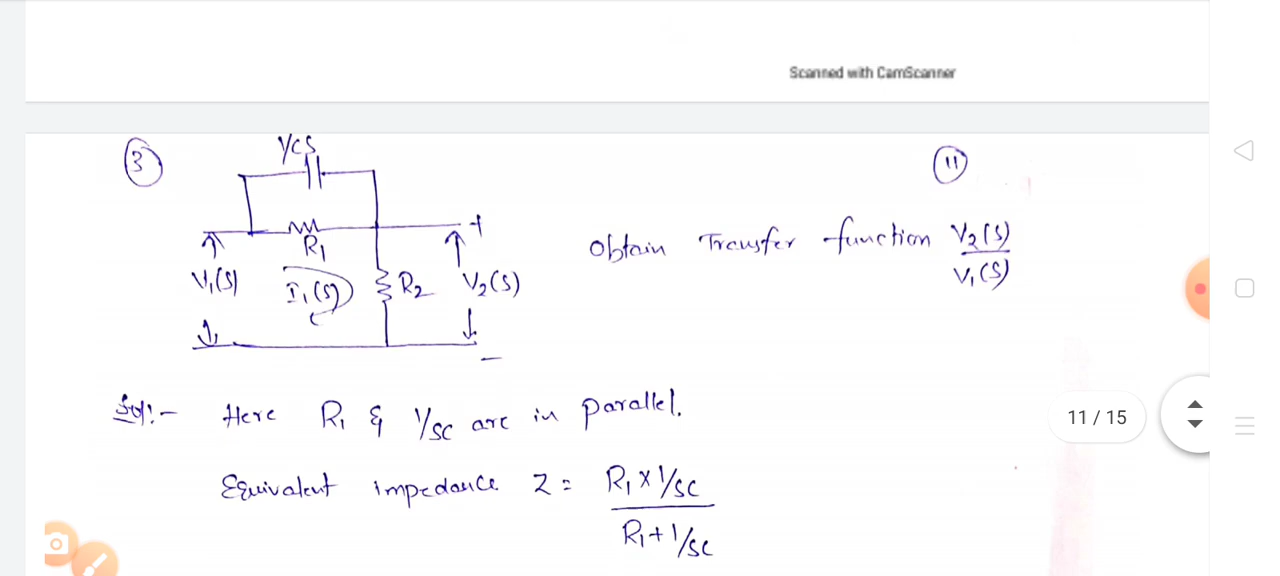 Scanned with CamScanner
3
11
1/CS
R1
V1(S)
I1(S)
R2
V2(S)
+
−
Obtain Transfer function V2(S)/V1(S)
Sol:- Here R1 & 1/SC are in parallel.
Equivalent impedance Z = R1 x 1/SC / R1 + 1/SC
11 / 15